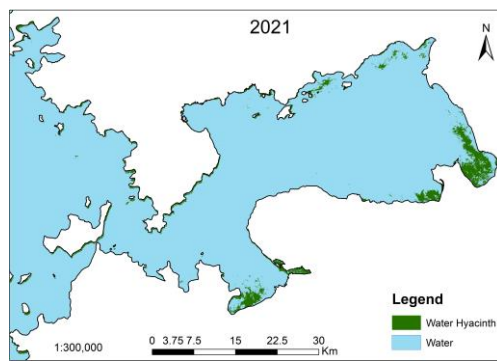 2021
N
Legend
Water Hyacinth
Water
1:300,000
0 3.75 7.5 15 22.5 30
Km